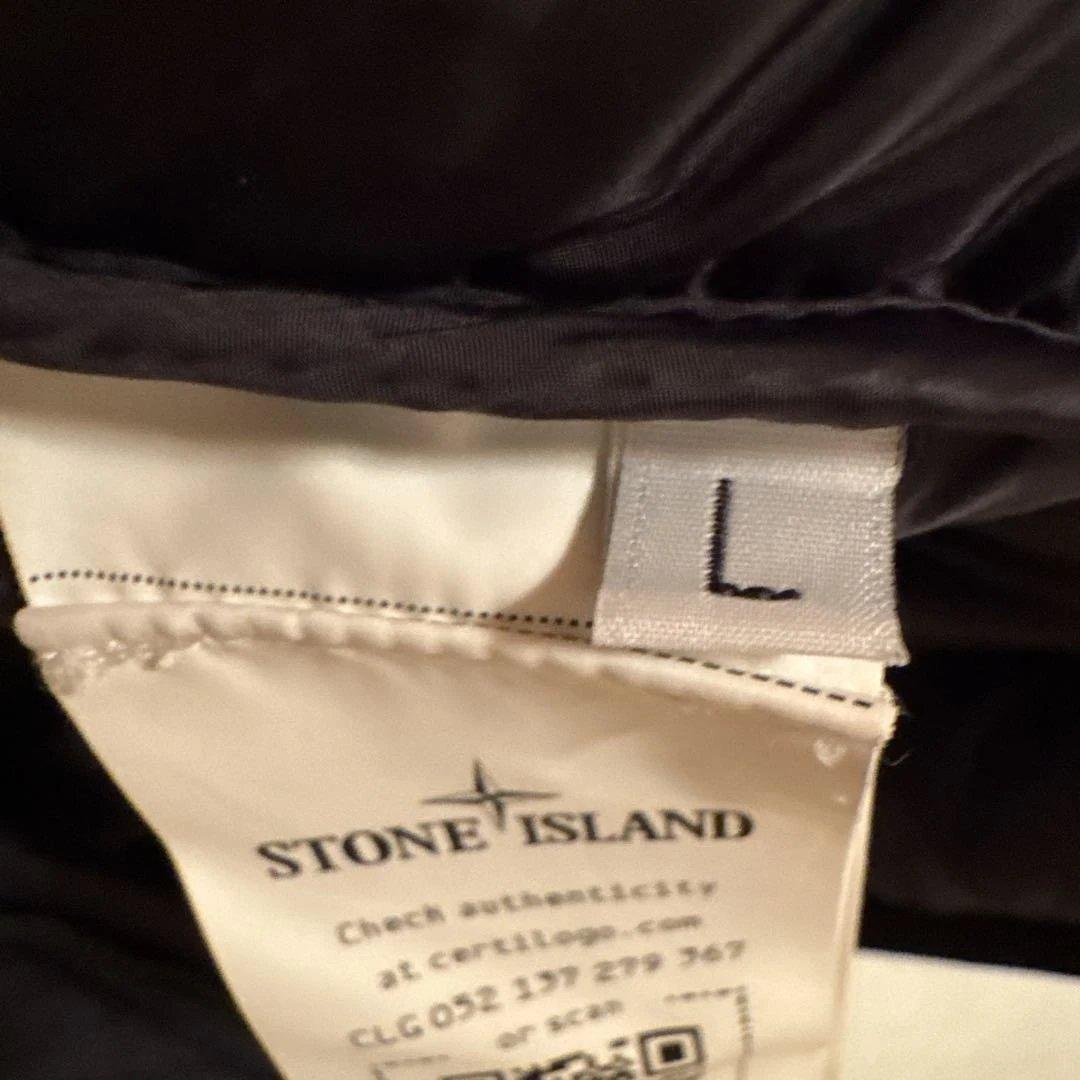 L
STONE ISLAND
Check authenticity
at certilogo.com
CLG 052 137 279 367
or scan